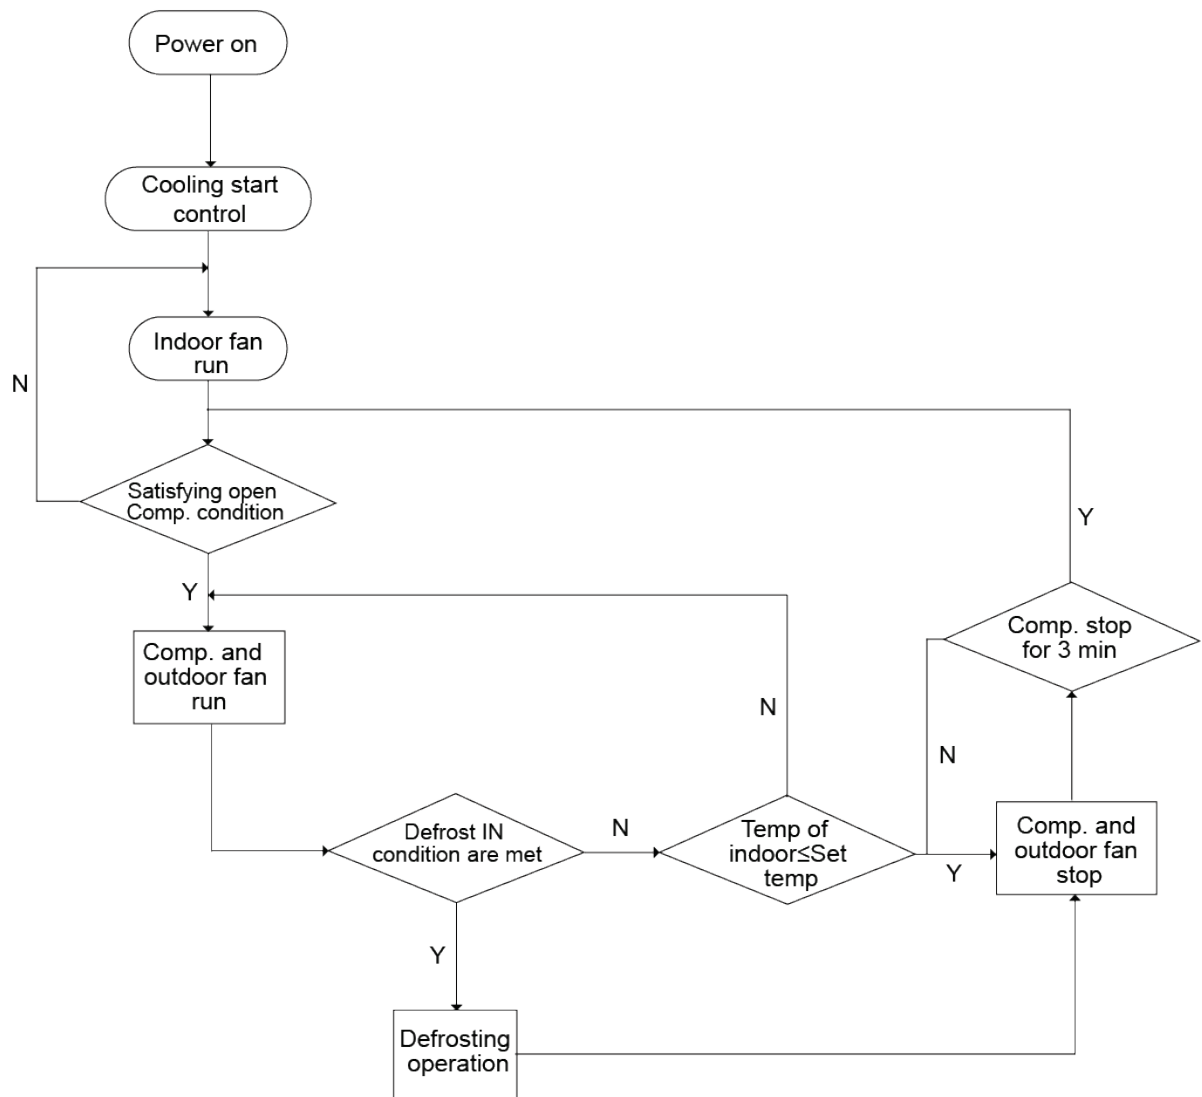 Power on
Cooling start
control
Indoor fan
run
N
Satisfying open
Comp. condition
Y
Y
Comp. and
outdoor fan
run
Comp. stop
for 3 min
N
N
Defrost IN
condition are met
N
Temp of
indoor≤Set
temp
Y
Comp. and
outdoor fan
stop
Y
Defrosting
operation